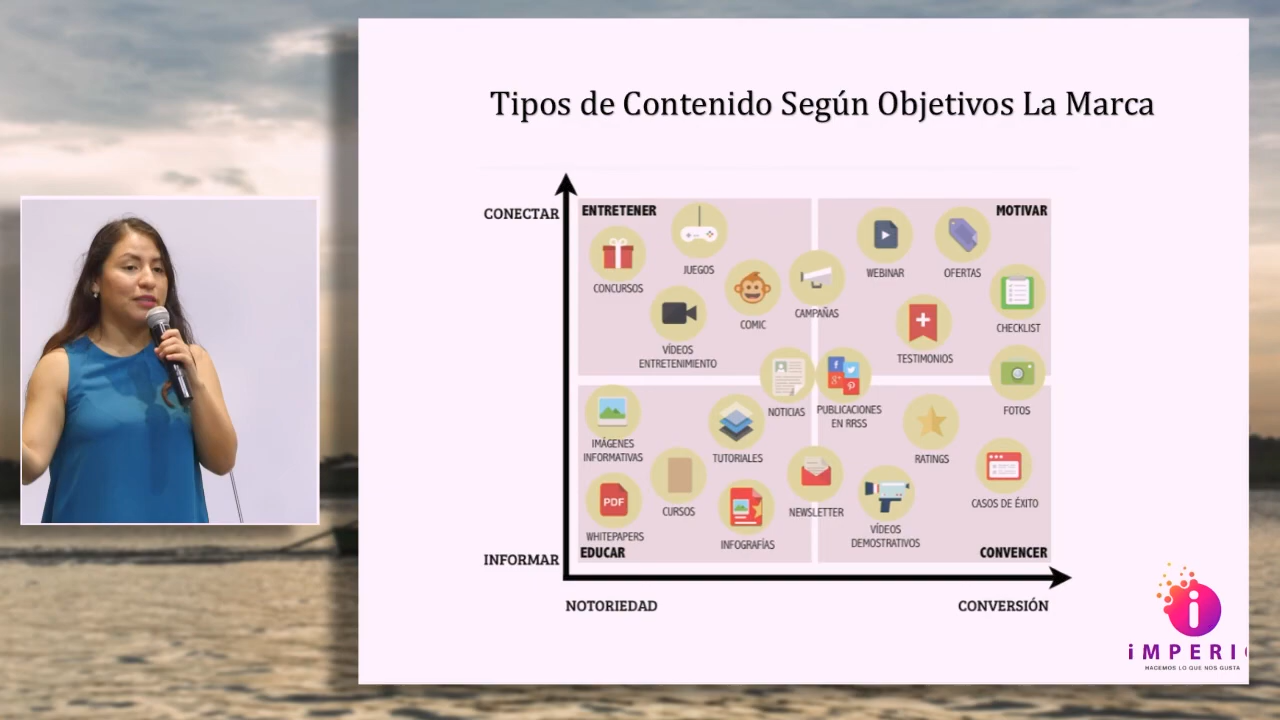 Tipos de Contenido Según Objetivos La Marca
CONECTAR
ENTRETENER
MOTIVAR
JUEGOS
CONCURSOS
WEBINAR
OFERTAS
COMIC
CAMPAÑAS
CHECKLIST
VÍDEOS
ENTRETENIMIENTO
TESTIMONIOS
NOTICIAS
PUBLICACIONES
EN RRSS
FOTOS
IMÁGENES
INFORMATIVAS
TUTORIALES
RATINGS
PDF
WHITEPAPERS
CURSOS
INFOGRAFÍAS
NEWSLETTER
VÍDEOS
DEMOSTRATIVOS
CASOS DE ÉXITO
INFORMAR
EDUCAR
CONVENCER
NOTORIEDAD
CONVERSIÓN
i
iMPERI
HACEMOS LO QUE NOS GUSTA